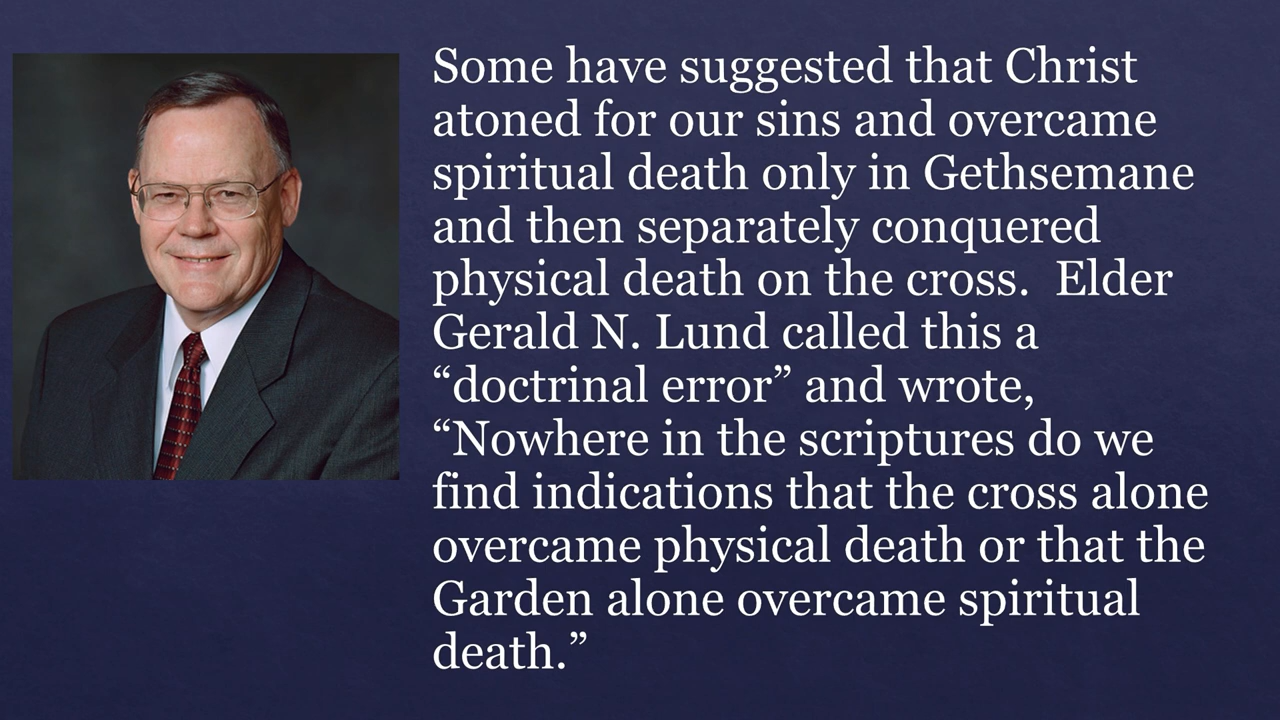 Some have suggested that Christ
atoned for our sins and overcame
spiritual death only in Gethsemane
and then separately conquered
physical death on the cross.  Elder
Gerald N. Lund called this a
“doctrinal error” and wrote,
“Nowhere in the scriptures do we
find indications that the cross alone
overcame physical death or that the
Garden alone overcame spiritual
death.”